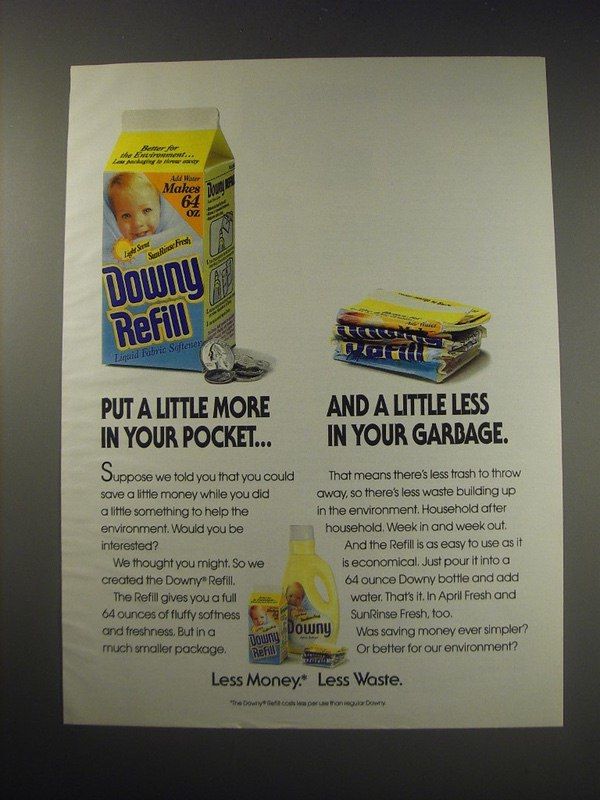 Better for
the Environment...
Less packaging to throw away
Add Water
Makes
64
oz
Light Scent
SunRinse Fresh
Downy
Refill
Liquid Fabric Softener
Downy
Refill
PUT A LITTLE MORE
IN YOUR POCKET...
Suppose we told you that you could
save a little money while you did
a little something to help the
environment. Would you be
interested?
We thought you might. So we
created the Downy® Refill.
The Refill gives you a full
64 ounces of fluffy softness
and freshness. But in a
much smaller package.
AND A LITTLE LESS
IN YOUR GARBAGE.
That means there's less trash to throw
away, so there's less waste building up
in the environment. Household after
household. Week in and week out.
And the Refill is as easy to use as it
is economical. Just pour it into a
64 ounce Downy bottle and add
water. That's it. In April Fresh and
SunRinse Fresh, too.
Was saving money ever simpler?
Or better for our environment?
Downy
Refill
Downy
Less Money.* Less Waste.
*The Downy® Refill costs less per use than regular Downy.